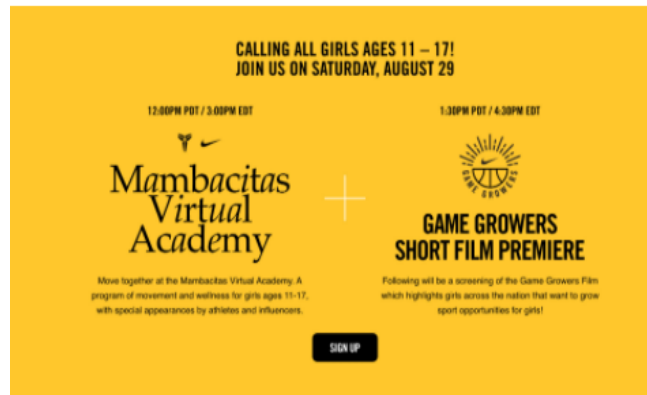 CALLING ALL GIRLS AGES 11 – 17!
JOIN US ON SATURDAY, AUGUST 29
12:00PM PDT / 3:00PM EDT
Mambacitas
Virtual
Academy
Move together at the Mambacitas Virtual Academy. A
program of movement and wellness for girls ages 11-17,
with special appearances by athletes and influencers.
1:30PM PDT / 4:30PM EDT
GAME GROWERS
GAME GROWERS
SHORT FILM PREMIERE
Following will be a screening of the Game Growers Film
which highlights girls across the nation that want to grow
sport opportunities for girls!
SIGN UP